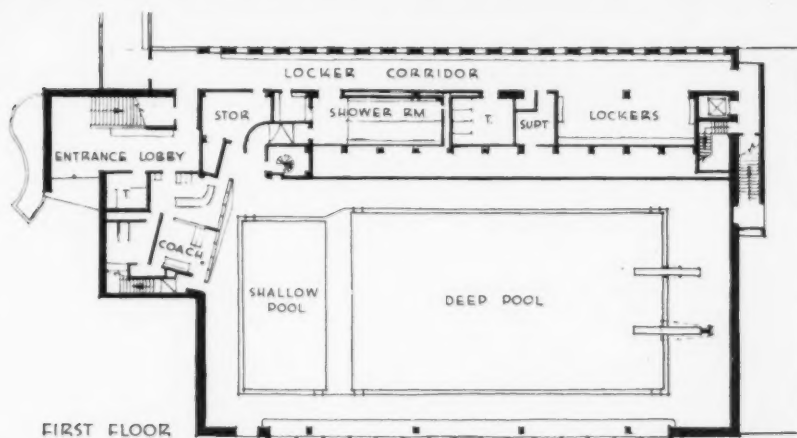 LOCKER CORRIDOR
STOR
SHOWER RM
T.
SUPT
LOCKERS
ENTRANCE LOBBY
T
COACH
SHALLOW
POOL
DEEP POOL
FIRST FLOOR